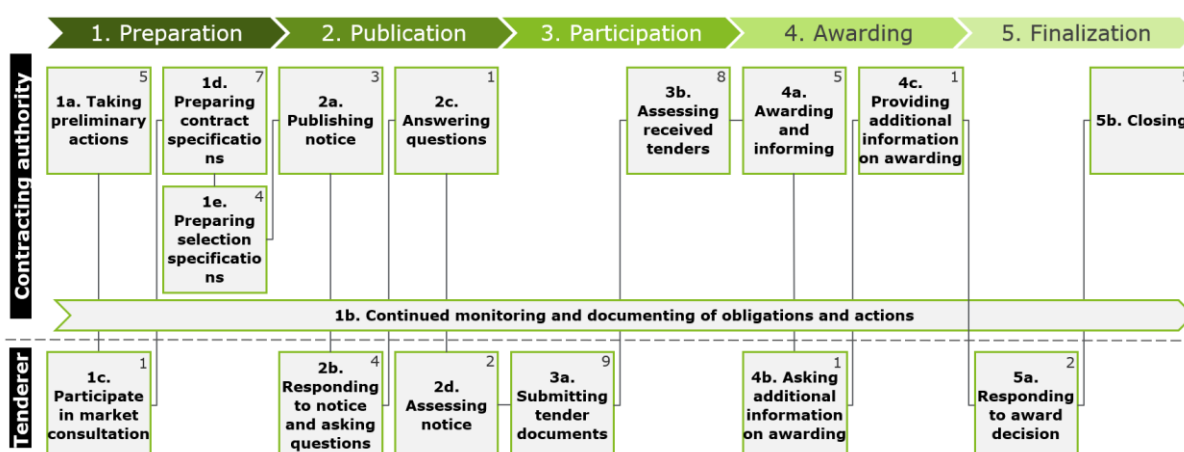 1. Preparation
2. Publication
3. Participation
4. Awarding
5. Finalization
Contracting authority
5
1a. Taking
preliminary
actions
7
1d.
Preparing
contract
specificatio
ns
3
2a.
Publishing
notice
1
2c.
Answering
questions
8
3b.
Assessing
received
tenders
5
4a.
Awarding
and
informing
1
4c.
Providing
additional
information
on awarding
5b. Closing
4
1e.
Preparing
selection
specificatio
ns
1b. Continued monitoring and documenting of obligations and actions
Tenderer
1
1c.
Participate
in market
consultation
4
2b.
Responding
to notice
and asking
questions
2
2d.
Assessing
notice
9
3a.
Submitting
tender
documents
1
4b. Asking
additional
information
on awarding
2
5a.
Responding
to award
decision